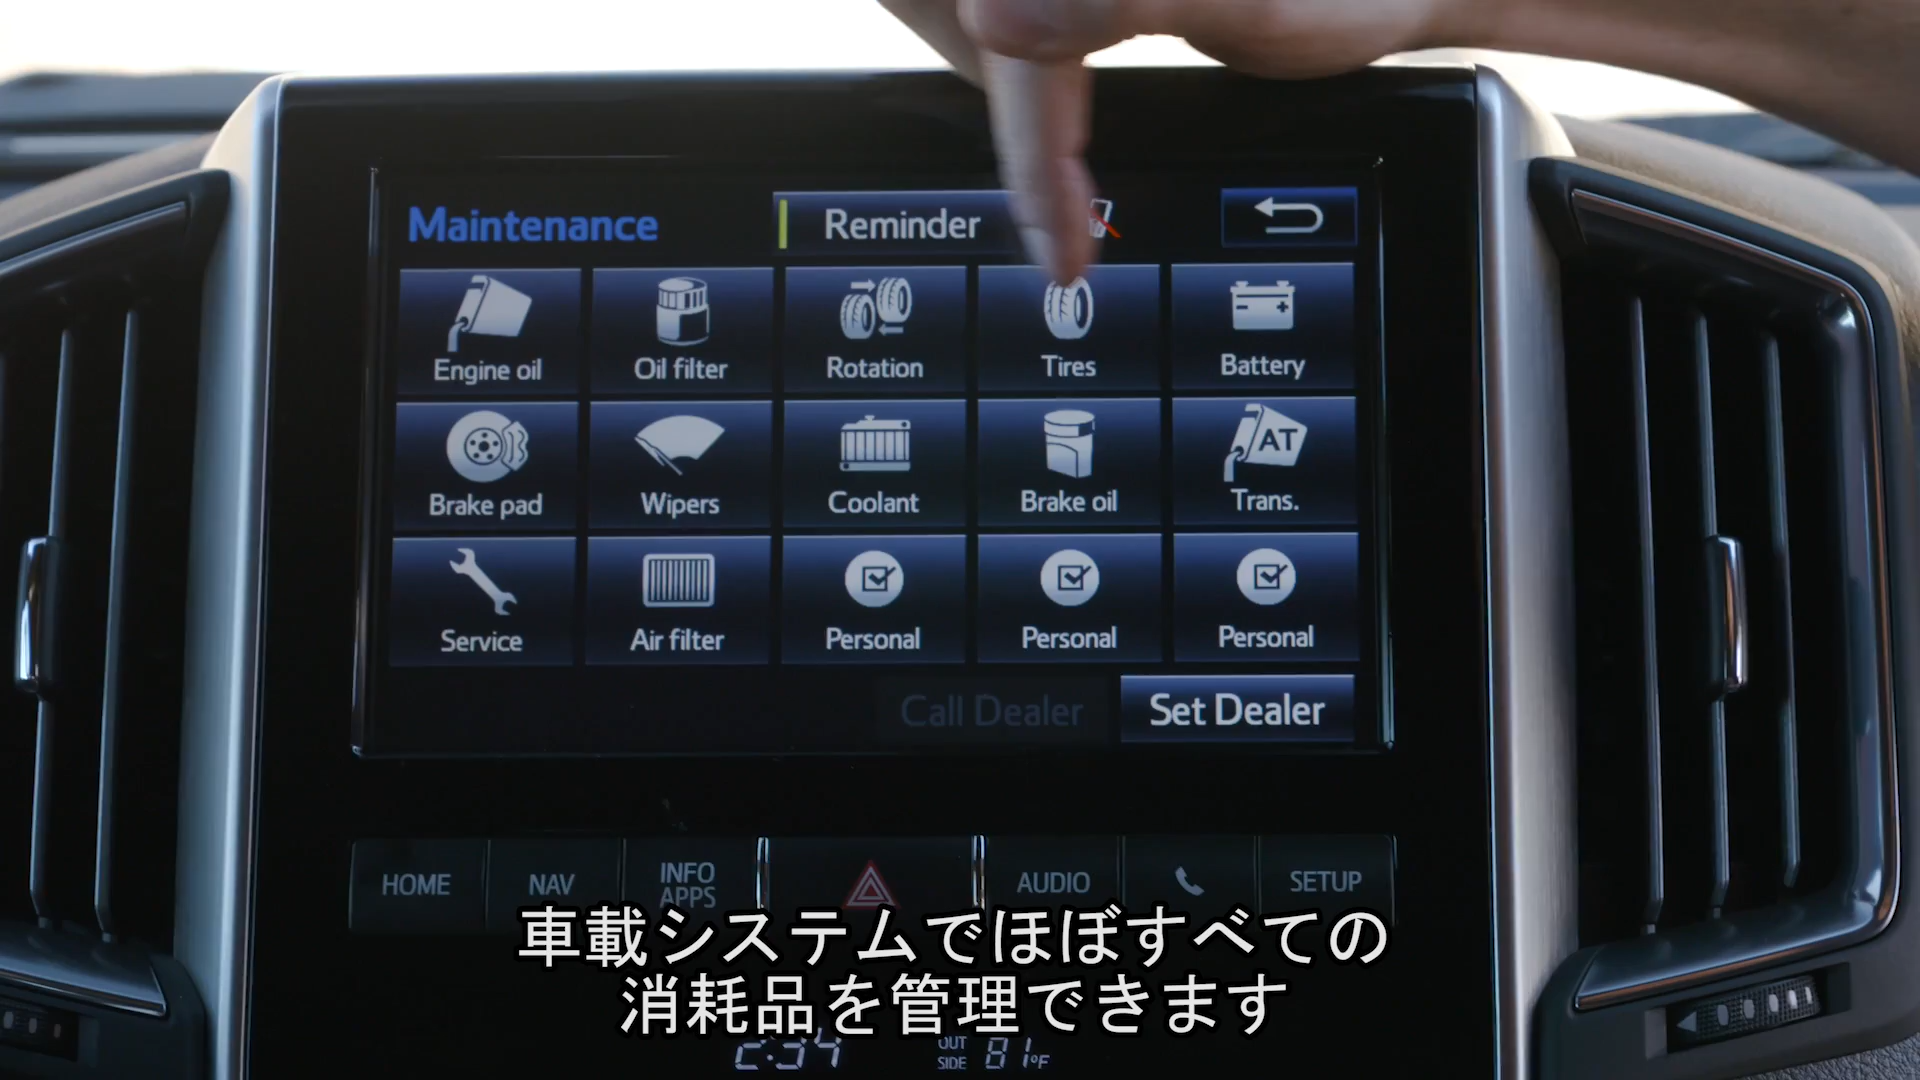 Maintenance
Reminder
Engine oil
Oil filter
Rotation
Tires
Battery
Brake pad
Wipers
Coolant
Brake oil
AT
Trans.
Service
Air filter
Personal
Personal
Personal
Call Dealer
Set Dealer
HOME
NAV
INFO
APPS
AUDIO
SETUP
車載システムでほぼすべての
消耗品を管理できます
OUT
SIDE
81°F